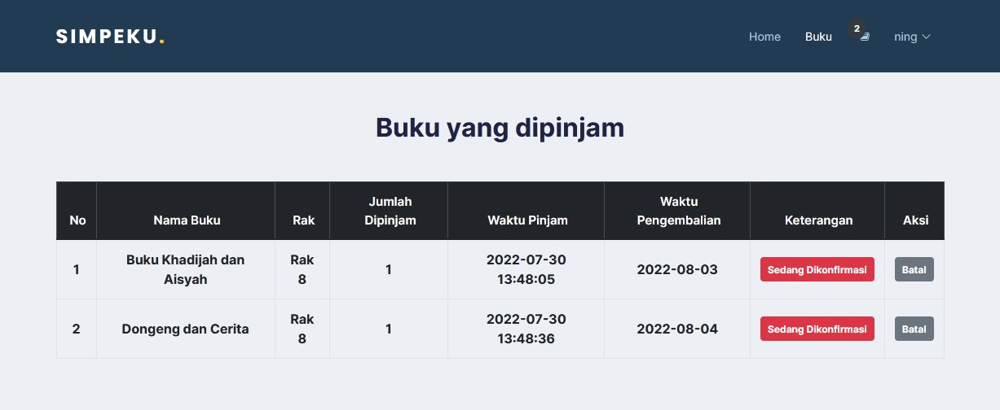 SIMPEKU.
Home Buku 2 ning
Buku yang dipinjam
No Nama Buku Rak Jumlah Dipinjam Waktu Pinjam Waktu Pengembalian Keterangan Aksi
1 Buku Khadijah dan Aisyah Rak 8 1 2022-07-30 13:48:05 2022-08-03 Sedang Dikonfirmasi Batal
2 Dongeng dan Cerita Rak 8 1 2022-07-30 13:48:36 2022-08-04 Sedang Dikonfirmasi Batal